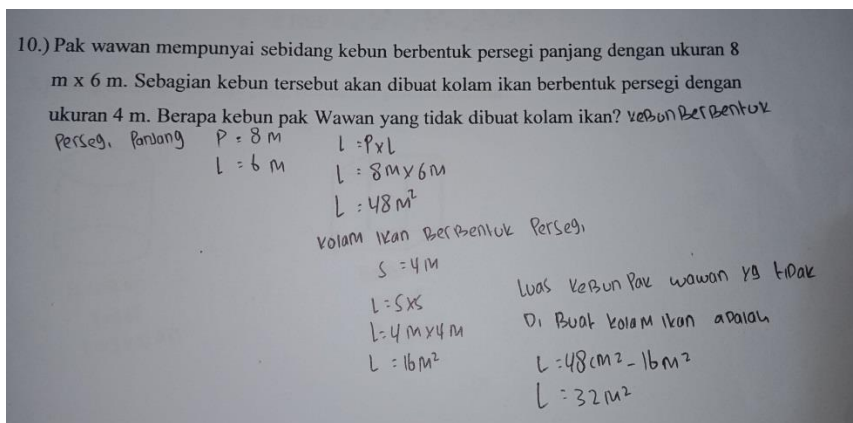 10.) Pak wawan mempunyai sebidang kebun berbentuk persegi panjang dengan ukuran 8
m x 6 m. Sebagian kebun tersebut akan dibuat kolam ikan berbentuk persegi dengan
ukuran 4 m. Berapa kebun pak Wawan yang tidak dibuat kolam ikan? keBun BerBentuk
Persegi Panjang P = 8 m
L = 6 m
L = P x L
L = 8m x 6m
L = 48 m²
kolam ikan BerBentuk Persegi
S = 4 m
L = S x S
L = 4 m x 4 m
L = 16 m²
Luas keBun Pak wawan yg tiDak
Di Buat kolam ikan aDalah
L = 48 cm² - 16 m²
L = 32 m²